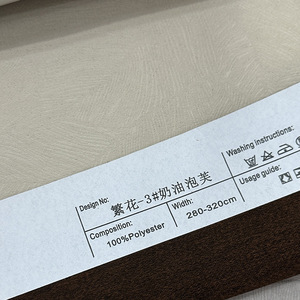 Design No: 繁花-3#奶油泡芙
Composition: 100%Polyester
Width: 280-320cm
Washing instructions:
Usage guide: